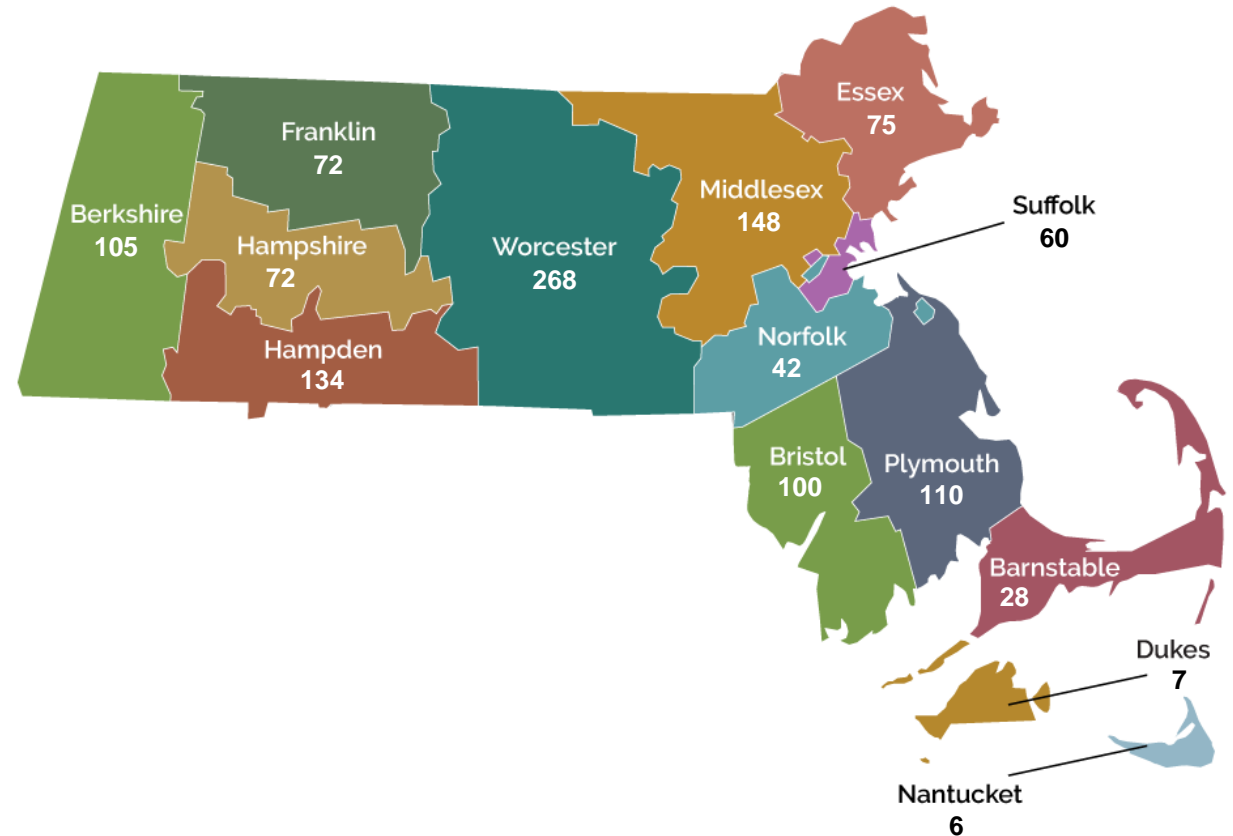 Essex
75
Franklin
72
Middlesex
148
Suffolk
60
Berkshire
105
Hampshire
72
Worcester
268
Norfolk
42
Hampden
134
Bristol
100
Plymouth
110
Barnstable
28
Dukes
7
Nantucket
6